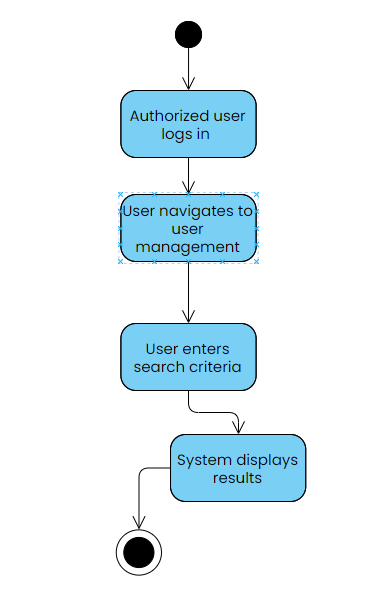 Authorized user
logs in
User navigates to
user
management
User enters
search criteria
System displays
results